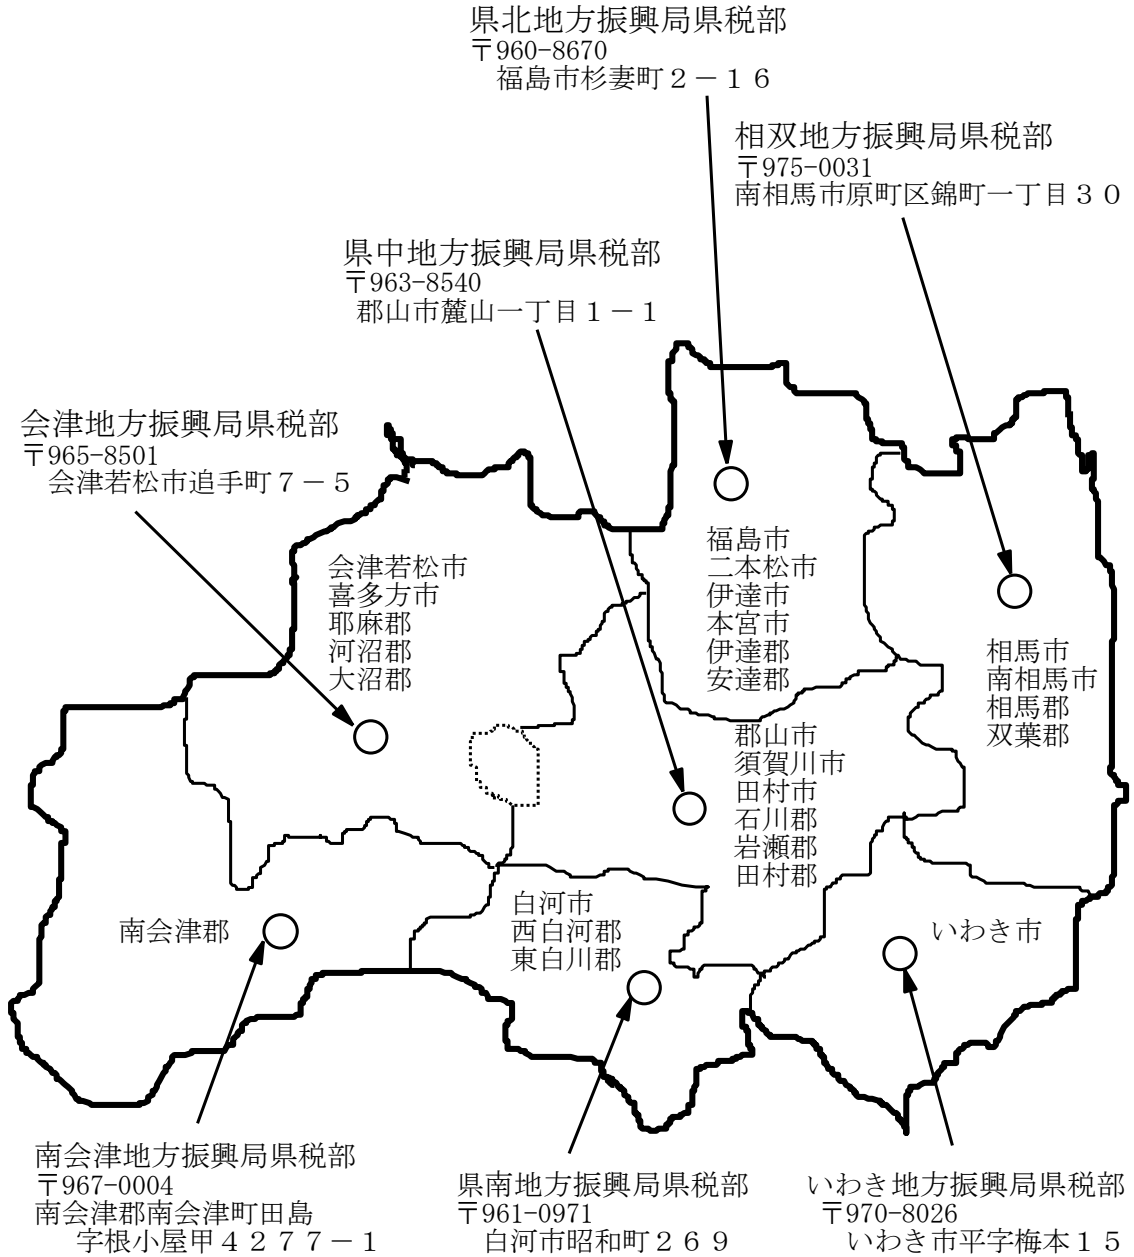 県北地方振興局県税部
〒960-8670
福島市杉妻町２－１６
相双地方振興局県税部
〒975-0031
南相馬市原町区錦町一丁目３０
県中地方振興局県税部
〒963-8540
郡山市麓山一丁目１－１
会津地方振興局県税部
〒965-8501
会津若松市追手町７－５
会津若松市
喜多方市
耶麻郡
河沼郡
大沼郡
福島市
二本松市
伊達市
本宮市
伊達郡
安達郡
相馬市
南相馬市
相馬郡
双葉郡
郡山市
須賀川市
田村市
石川郡
岩瀬郡
田村郡
南会津郡
白河市
西白河郡
東白川郡
いわき市
南会津地方振興局県税部
〒967-0004
南会津郡南会津町田島
字根小屋甲４２７７－１
県南地方振興局県税部
〒961-0971
白河市昭和町２６９
いわき地方振興局県税部
〒970-8026
いわき市平字梅本１５